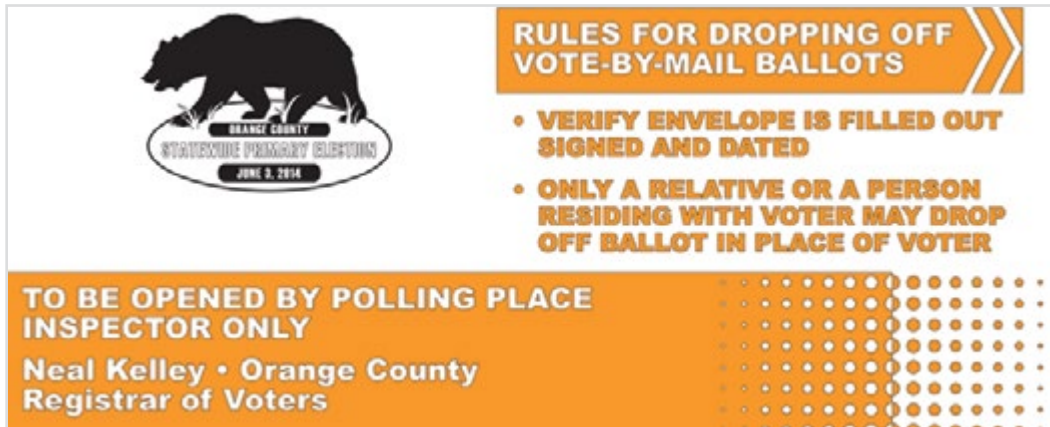 ORANGE COUNTY
STATEWIDE PRIMARY ELECTION
JUNE 3, 2014
RULES FOR DROPPING OFF
VOTE-BY-MAIL BALLOTS
• VERIFY ENVELOPE IS FILLED OUT
SIGNED AND DATED
• ONLY A RELATIVE OR A PERSON
RESIDING WITH VOTER MAY DROP
OFF BALLOT IN PLACE OF VOTER
TO BE OPENED BY POLLING PLACE
INSPECTOR ONLY
Neal Kelley • Orange County
Registrar of Voters